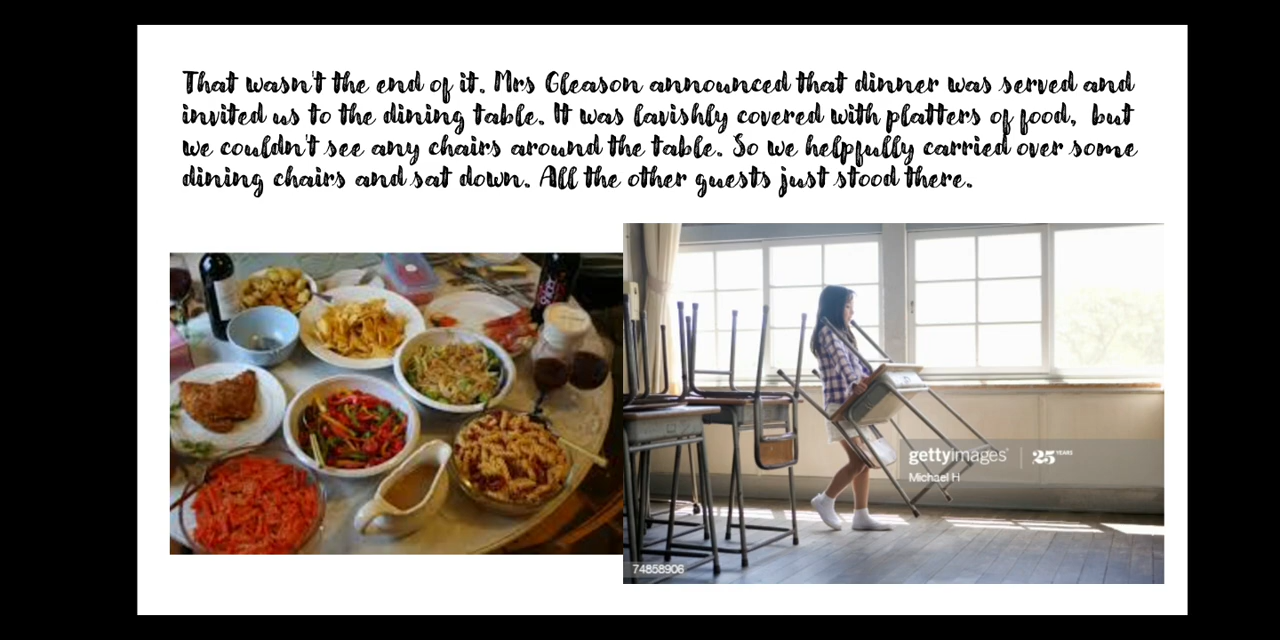 That wasn't the end of it. Mrs Gleason announced that dinner was served and
invited us to the dining table. It was lavishly covered with platters of food, but
we couldn't see any chairs around the table. So we helpfully carried over some
dining chairs and sat down. All the other guests just stood there.
gettyimages® | 25 YEARS
Michael H
74858906